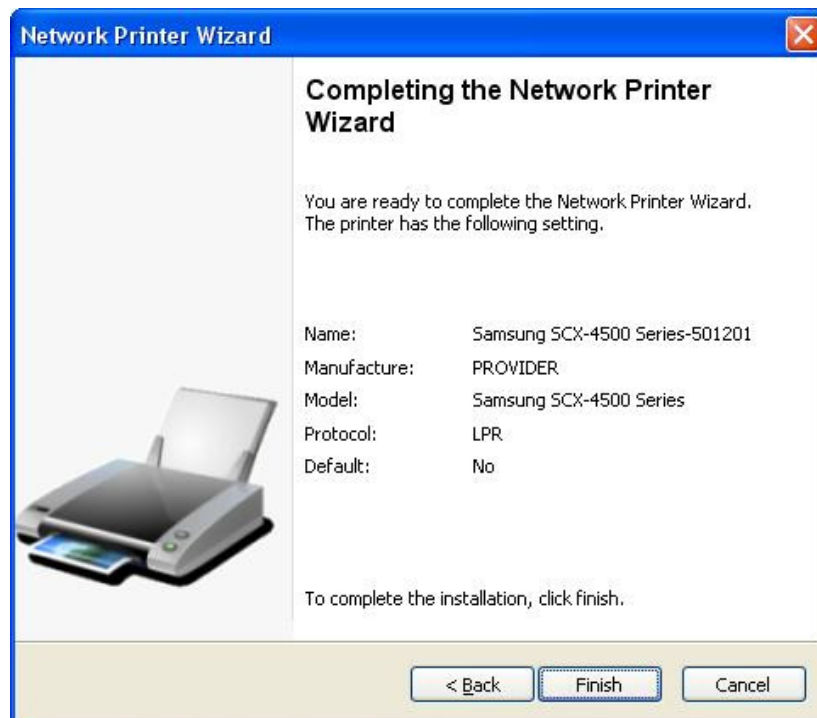 Network Printer Wizard
Completing the Network Printer
Wizard
You are ready to complete the Network Printer Wizard.
The printer has the following setting.
Name: Samsung SCX-4500 Series-501201
Manufacture: PROVIDER
Model: Samsung SCX-4500 Series
Protocol: LPR
Default: No
To complete the installation, click finish.
< Back Finish Cancel